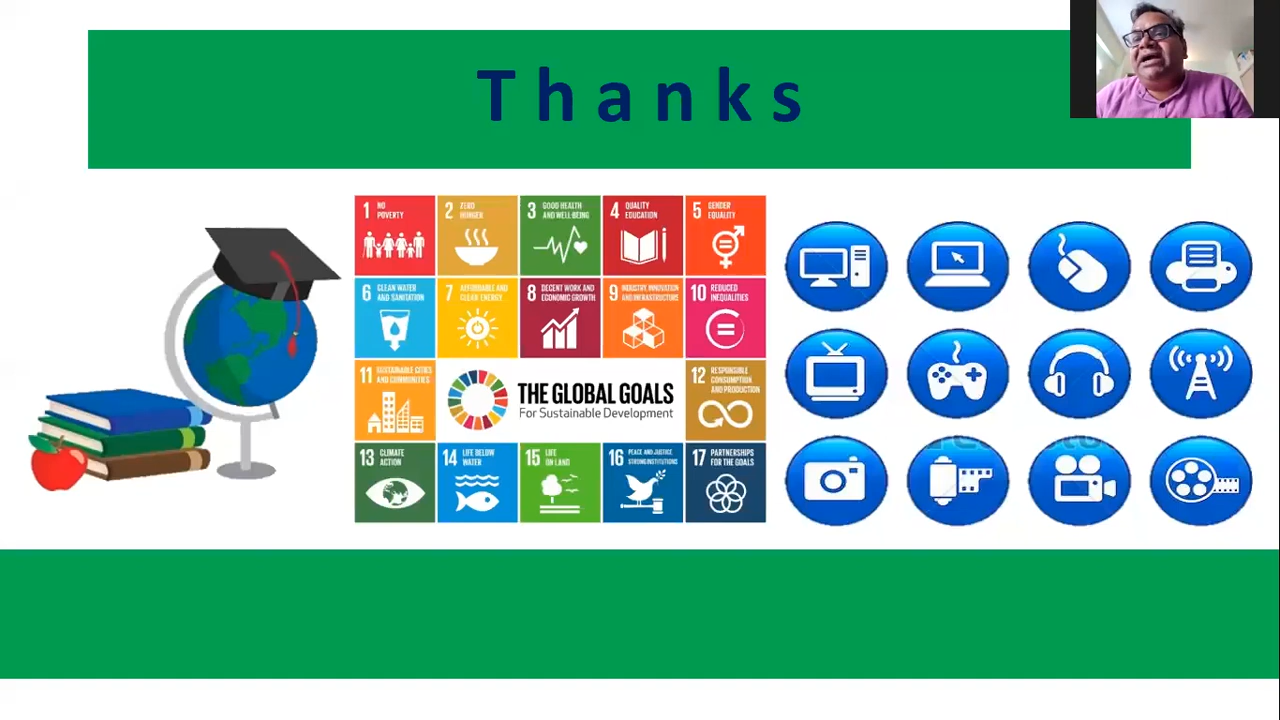 Thanks
1 NO POVERTY
2 ZERO HUNGER
3 GOOD HEALTH AND WELL-BEING
4 QUALITY EDUCATION
5 GENDER EQUALITY
6 CLEAN WATER AND SANITATION
7 AFFORDABLE AND CLEAN ENERGY
8 DECENT WORK AND ECONOMIC GROWTH
9 INDUSTRY, INNOVATION AND INFRASTRUCTURE
10 REDUCED INEQUALITIES
11 SUSTAINABLE CITIES AND COMMUNITIES
THE GLOBAL GOALS
For Sustainable Development
12 RESPONSIBLE CONSUMPTION AND PRODUCTION
13 CLIMATE ACTION
14 LIFE BELOW WATER
15 LIFE ON LAND
16 PEACE AND JUSTICE STRONG INSTITUTIONS
17 PARTNERSHIPS FOR THE GOALS